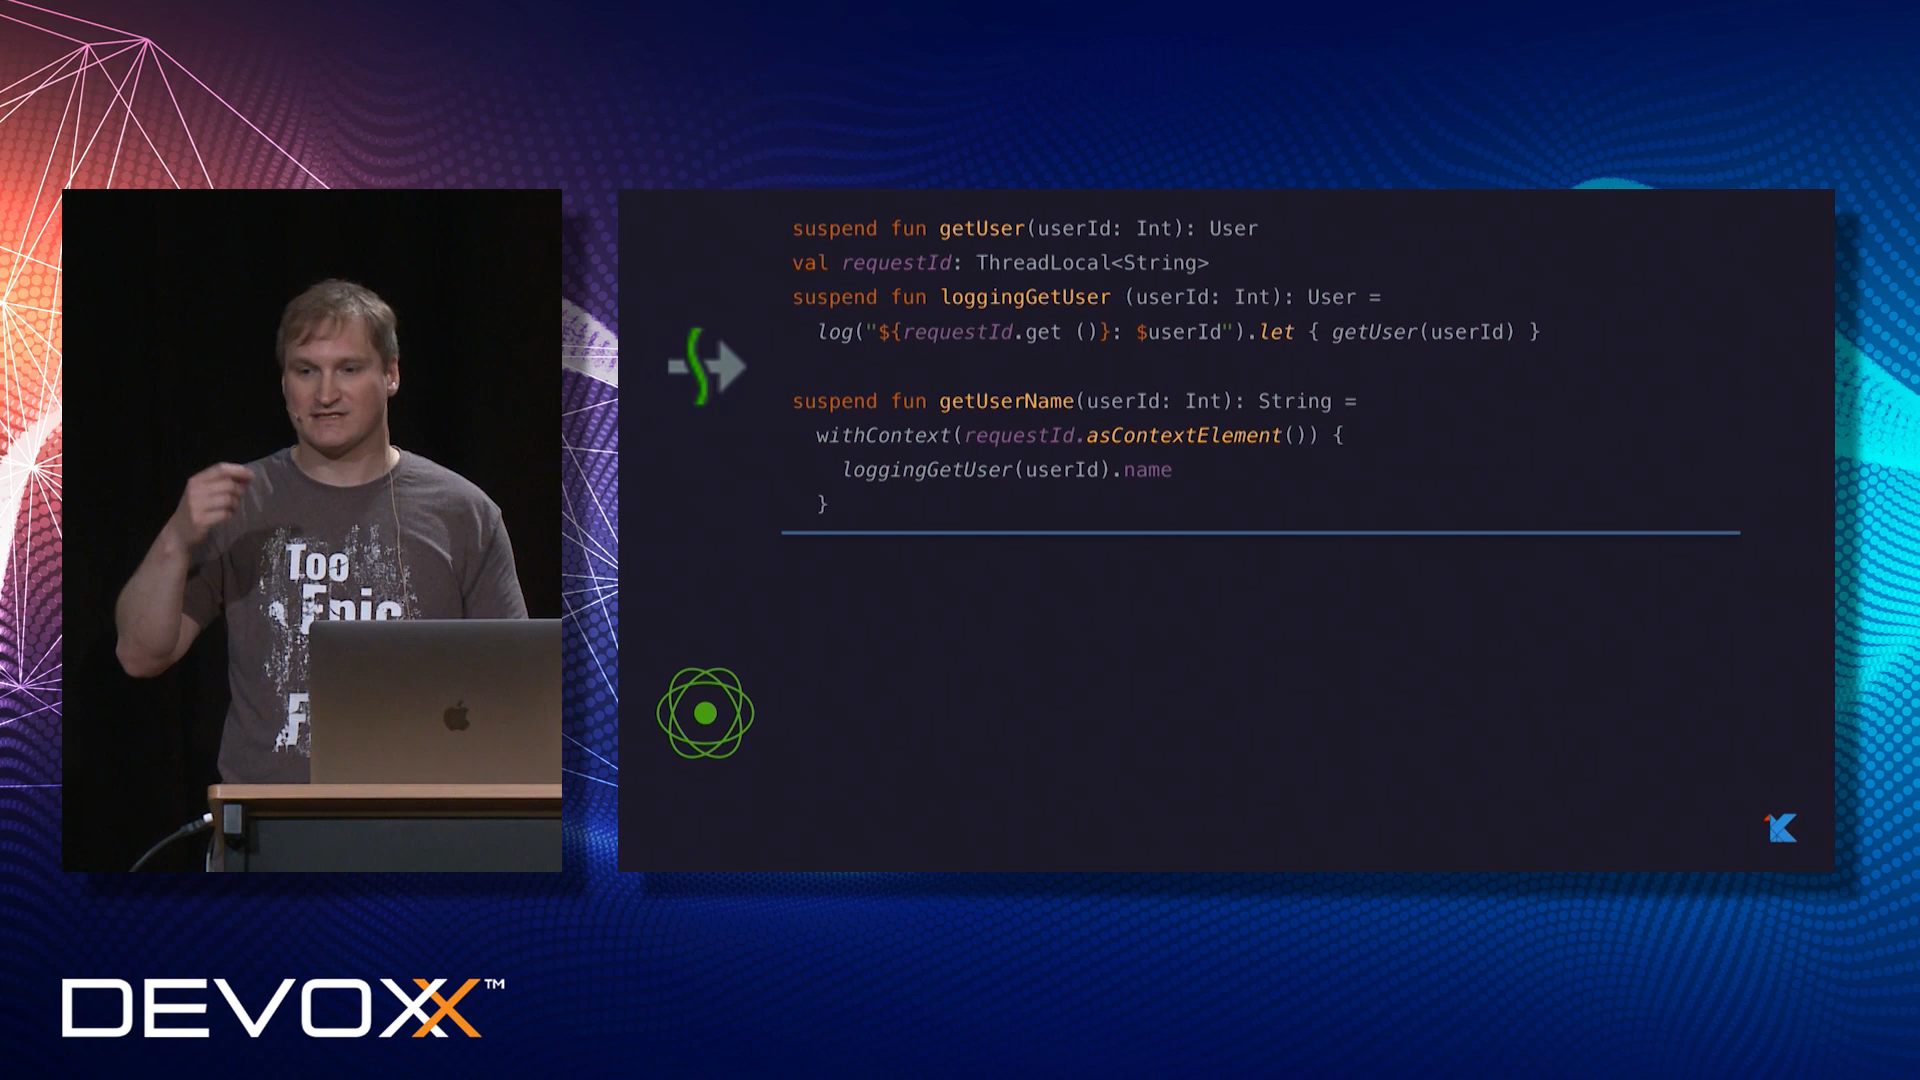 suspend fun getUser(userId: Int): User
val requestId: ThreadLocal<String>
suspend fun loggingGetUser (userId: Int): User =
log("${requestId.get ()}: $userId").let { getUser(userId) }
suspend fun getUserName(userId: Int): String =
withContext(requestId.asContextElement()) {
loggingGetUser(userId).name
}
Too
Epic
F
DEVOXX™